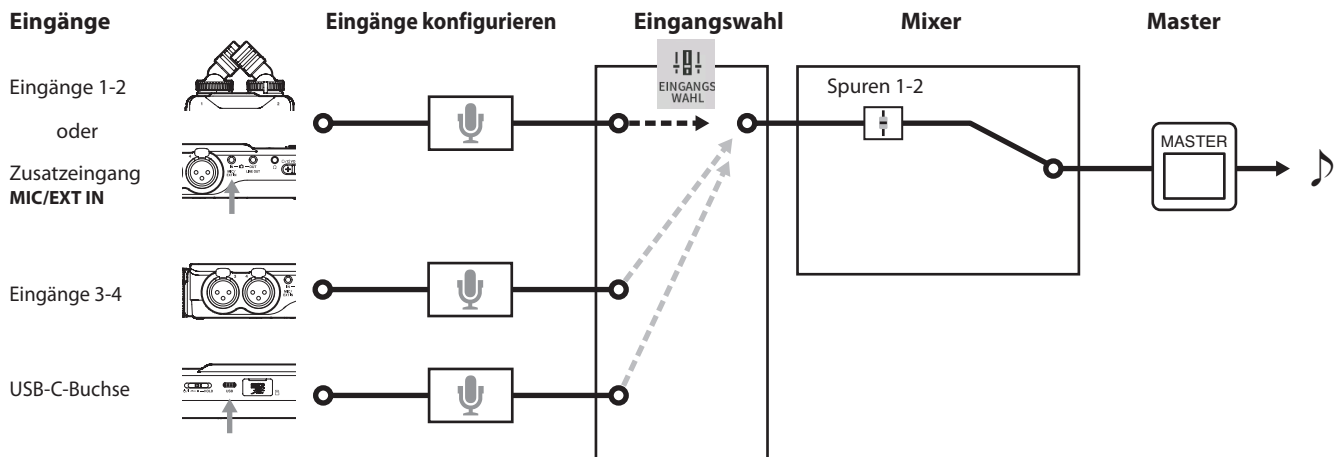 Eingänge
Eingänge konfigurieren
Eingangswahl
Mixer
Master
EINGANGS
WAHL
Eingänge 1-2
oder
Zusatzeingang
MIC/EXT IN
Spuren 1-2
MASTER
Eingänge 3-4
USB-C-Buchse